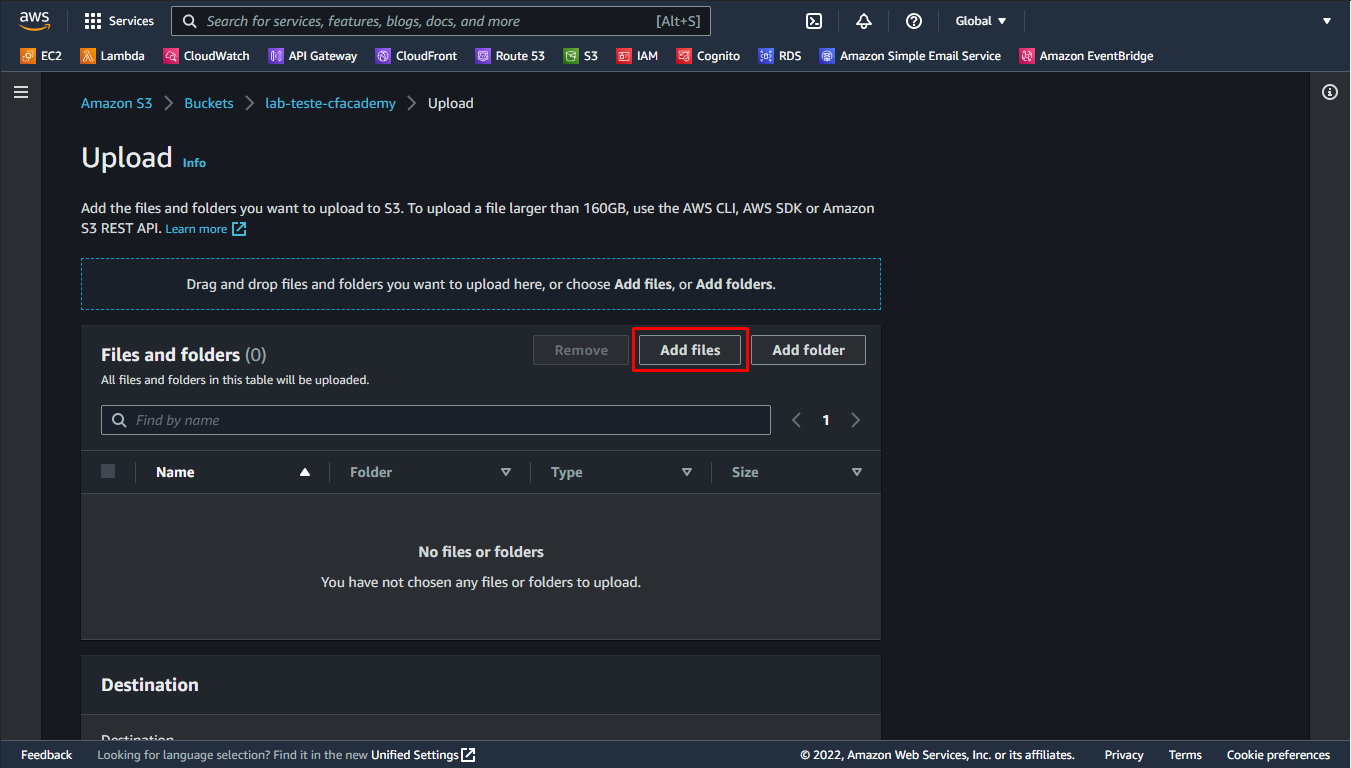 aws
Services
Search for services, features, blogs, docs, and more [Alt+S]
Global
EC2 Lambda CloudWatch API Gateway CloudFront Route 53 S3 IAM Cognito RDS Amazon Simple Email Service Amazon EventBridge
Amazon S3 Buckets lab-teste-cfacademy Upload
Upload Info
Add the files and folders you want to upload to S3. To upload a file larger than 160GB, use the AWS CLI, AWS SDK or Amazon
S3 REST API. Learn more
Drag and drop files and folders you want to upload here, or choose Add files, or Add folders.
Files and folders (0)
Remove Add files Add folder
All files and folders in this table will be uploaded.
Find by name 1
Name Folder Type Size
No files or folders
You have not chosen any files or folders to upload.
Destination
Destination
Feedback Looking for language selection? Find it in the new Unified Settings © 2022, Amazon Web Services, Inc. or its affiliates. Privacy Terms Cookie preferences